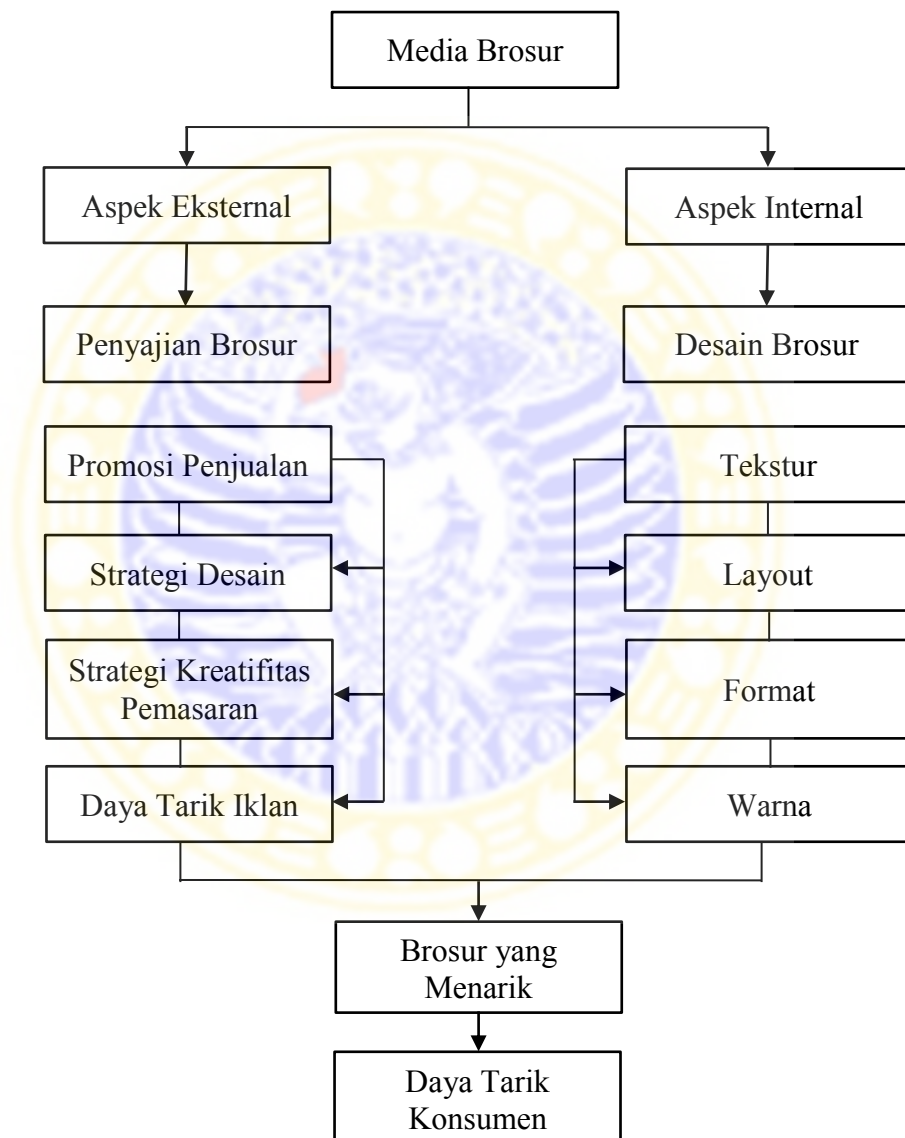 Media Brosur
Aspek Eksternal
Aspek Internal
Penyajian Brosur
Desain Brosur
Promosi Penjualan
Tekstur
Strategi Desain
Layout
Strategi Kreatifitas
Pemasaran
Format
Daya Tarik Iklan
Warna
Brosur yang
Menarik
Daya Tarik
Konsumen